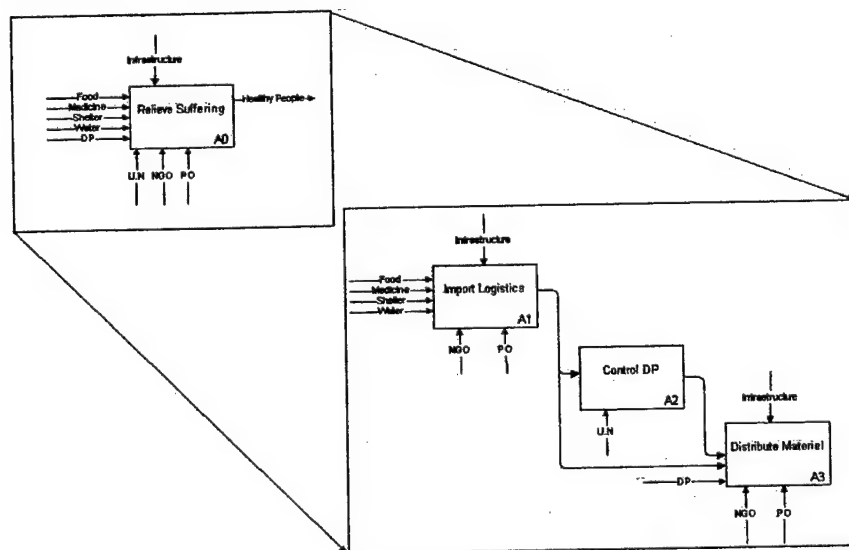 Infrastructure
Food
Medicine
Shelter
Water
DP
Relieve Suffering
A0
Healthy People
U.N
NGO
PO
Infrastructure
Food
Medicine
Shelter
Water
Import Logistics
A1
NGO
PO
Control DP
A2
U.N
Infrastructure
Distribute Materiel
A3
DP
NGO
PO